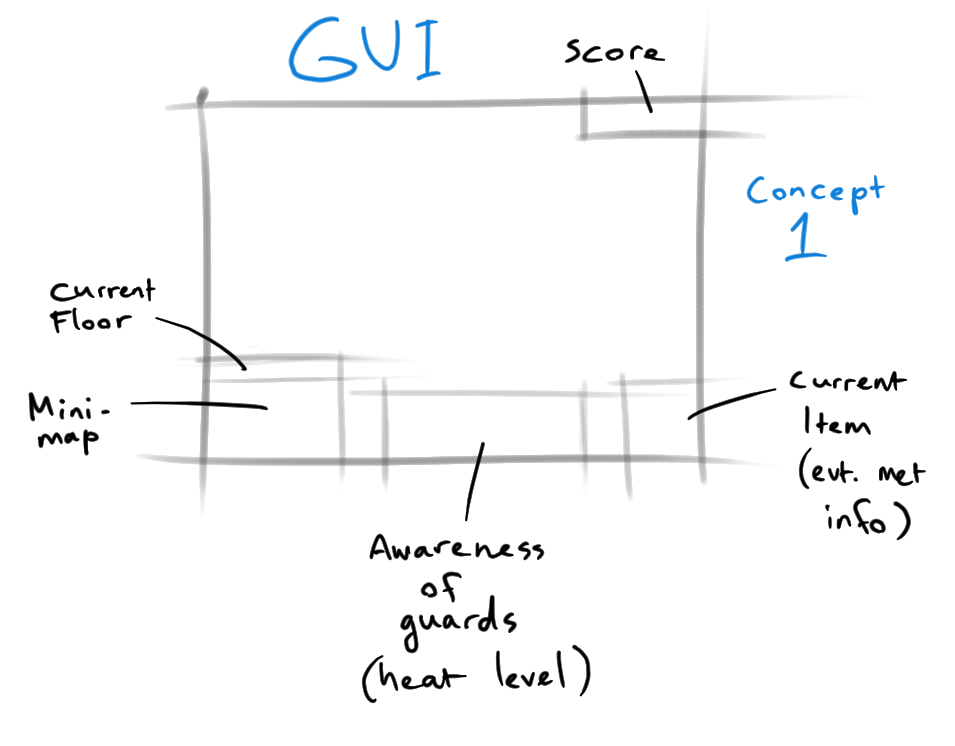 GUI
Score
Concept
1
Current
Floor
Mini-
map
Current
Item
(evt. met
info)
Awareness
of
guards
(heat level)